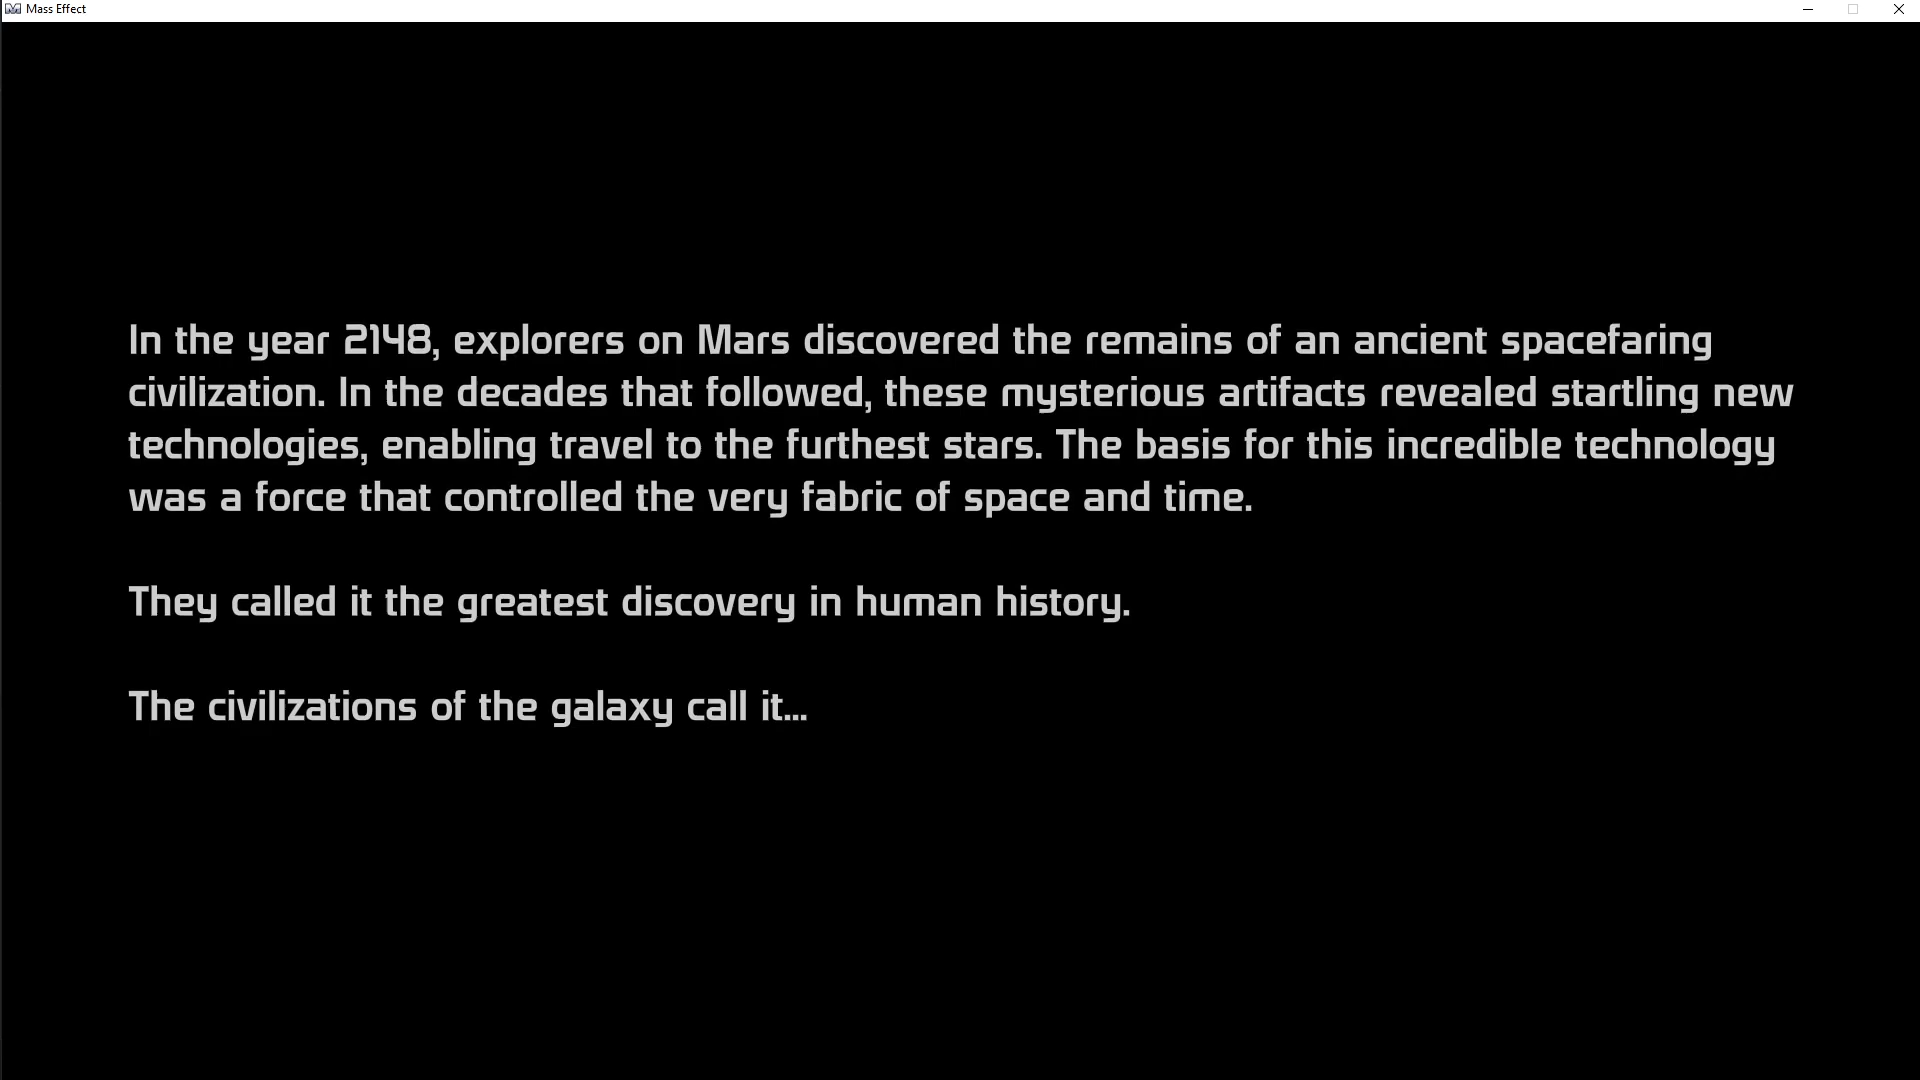 Mass Effect
In the year 2148, explorers on Mars discovered the remains of an ancient spacefaring
civilization. In the decades that followed, these mysterious artifacts revealed startling new
technologies, enabling travel to the furthest stars. The basis for this incredible technology
was a force that controlled the very fabric of space and time.
They called it the greatest discovery in human history.
The civilizations of the galaxy call it...